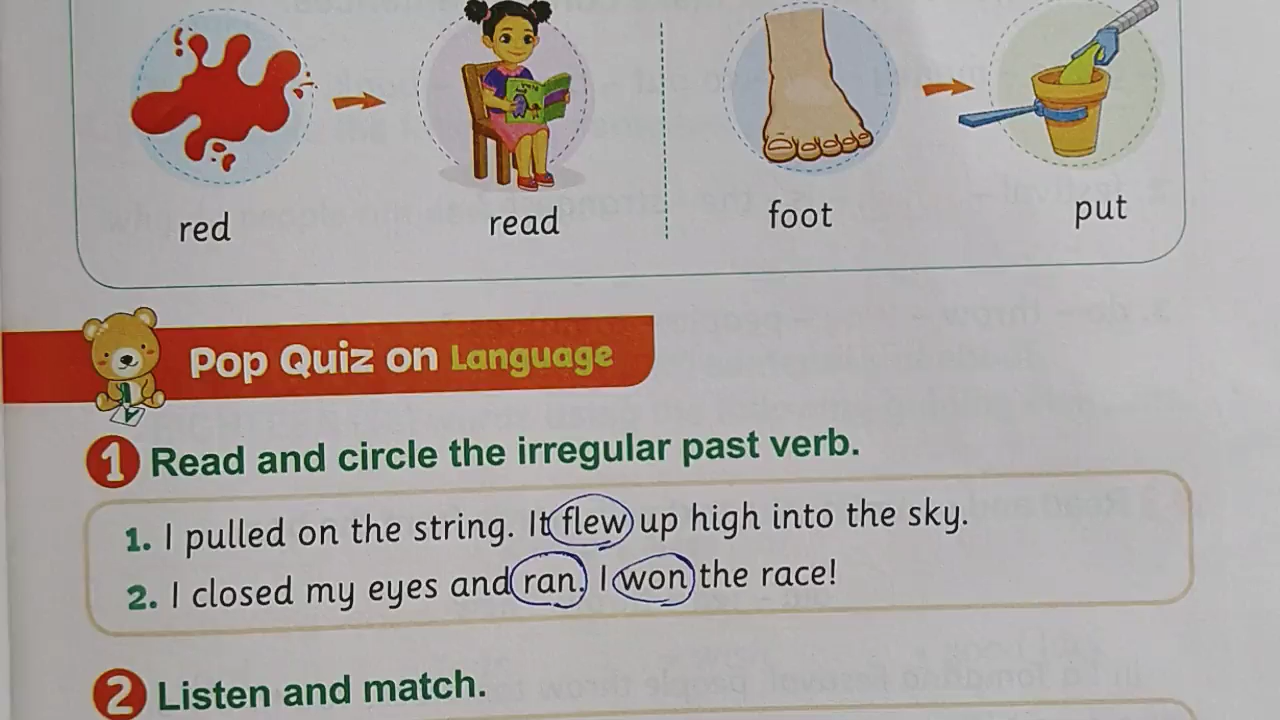 red read foot put
Pop Quiz on Language
1 Read and circle the irregular past verb.
1. I pulled on the string. It flew up high into the sky.
2. I closed my eyes and ran. I won the race!
2 Listen and match.